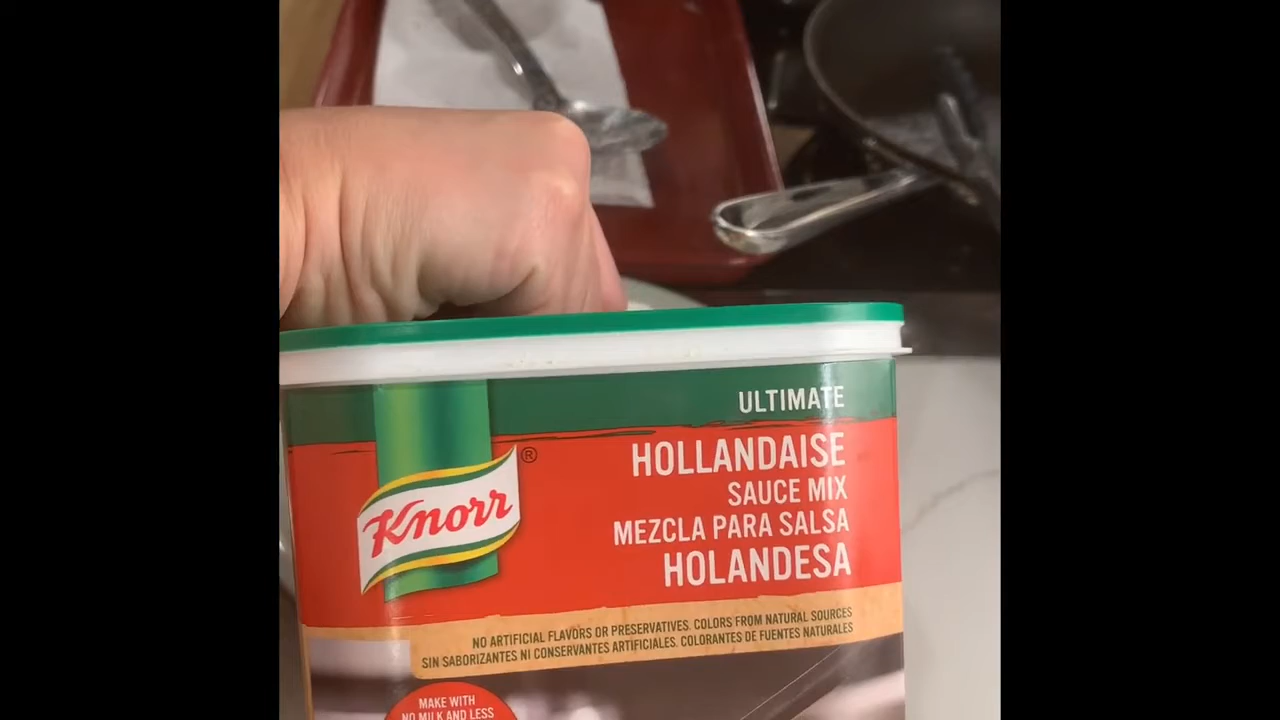 ULTIMATE
HOLLANDAISE
SAUCE MIX
MEZCLA PARA SALSA
HOLANDESA
Knorr®
NO ARTIFICIAL FLAVORS OR PRESERVATIVES. COLORS FROM NATURAL SOURCES
SIN SABORIZANTES NI CONSERVANTES ARTIFICIALES. COLORANTES DE FUENTES NATURALES
MAKE WITH
NO MILK AND LESS